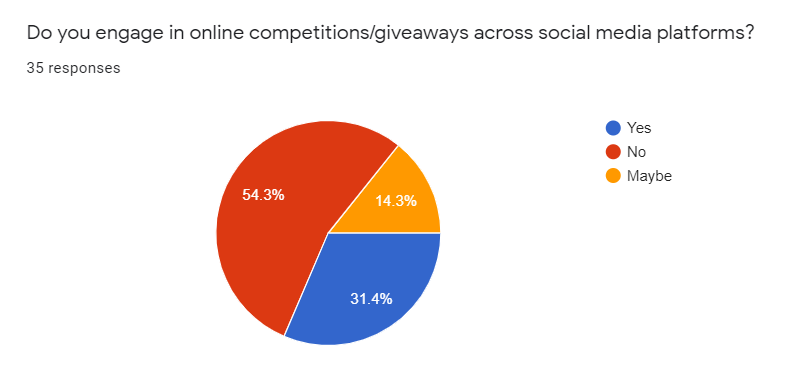 Do you engage in online competitions/giveaways across social media platforms?
35 responses
Yes
No
Maybe
54.3%
14.3%
31.4%